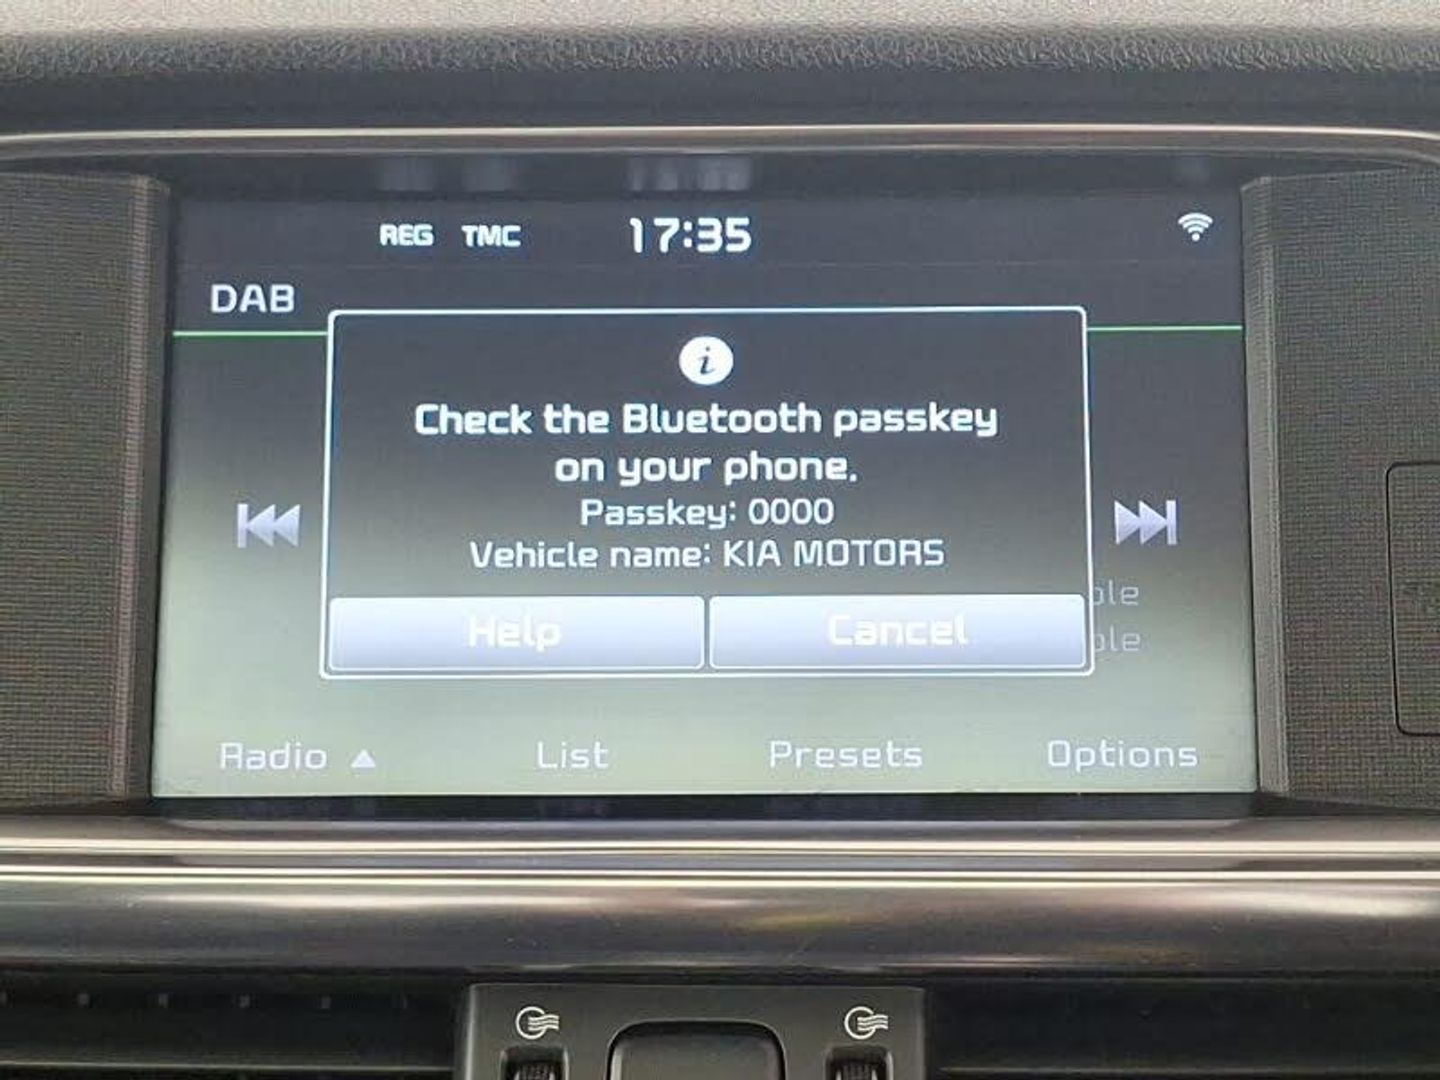 REG TMC 17:35
DAB
i
Check the Bluetooth passkey
on your phone.
Passkey: 0000
Vehicle name: KIA MOTORS
Help Cancel
Radio ▲ List Presets Options